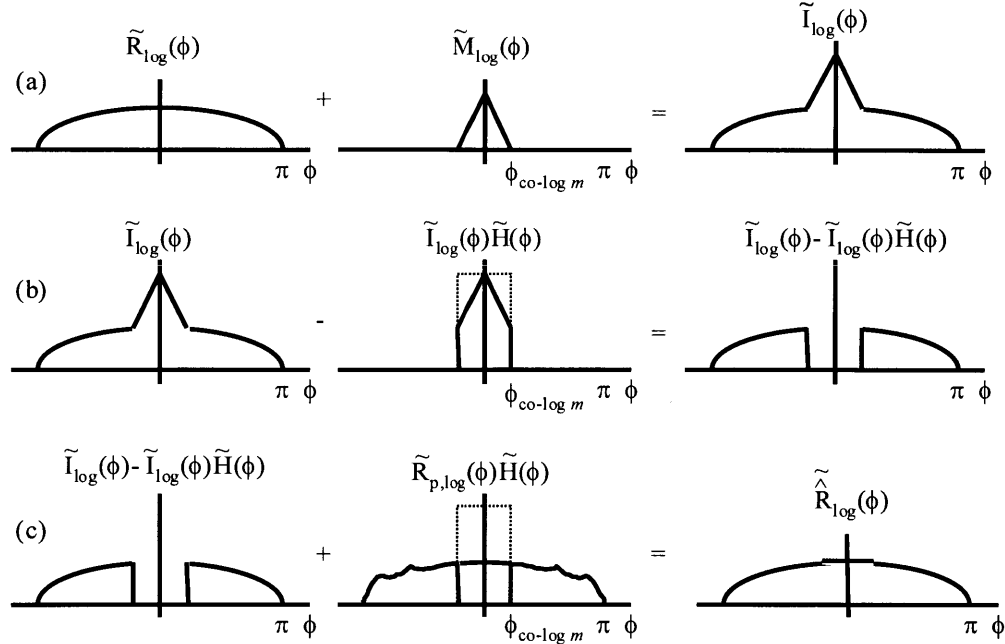 R̃log(ϕ) M̃log(ϕ) Ĩlog(ϕ)
(a) + =
π ϕ ϕco-log m π ϕ π ϕ
Ĩlog(ϕ) Ĩlog(ϕ)H̃(ϕ) Ĩlog(ϕ)- Ĩlog(ϕ)H̃(ϕ)
(b) - =
π ϕ ϕco-log m π ϕ π ϕ
Ĩlog(ϕ)- Ĩlog(ϕ)H̃(ϕ) R̃p,log(ϕ)H̃(ϕ) R̂̃log(ϕ)
(c) + =
π ϕ ϕco-log m π ϕ π ϕ